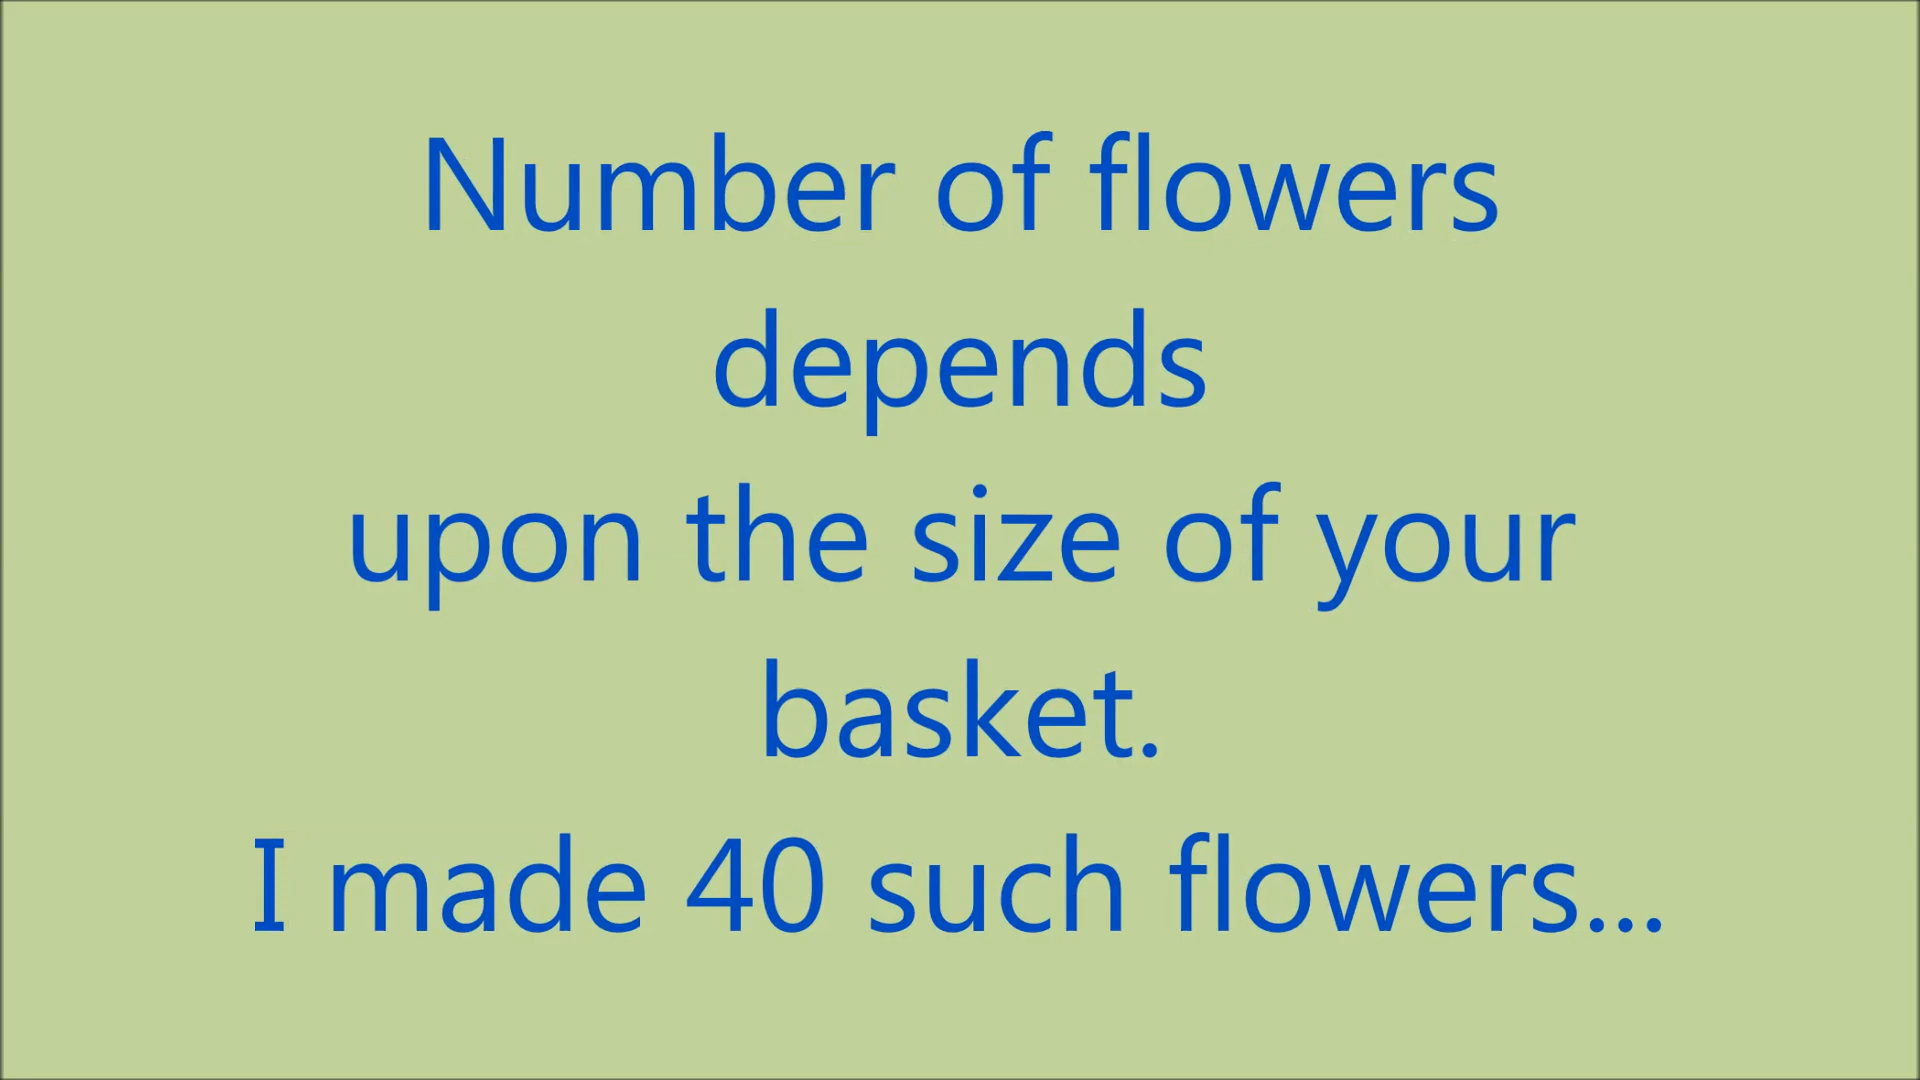 Number of flowers
depends
upon the size of your
basket.
I made 40 such flowers...